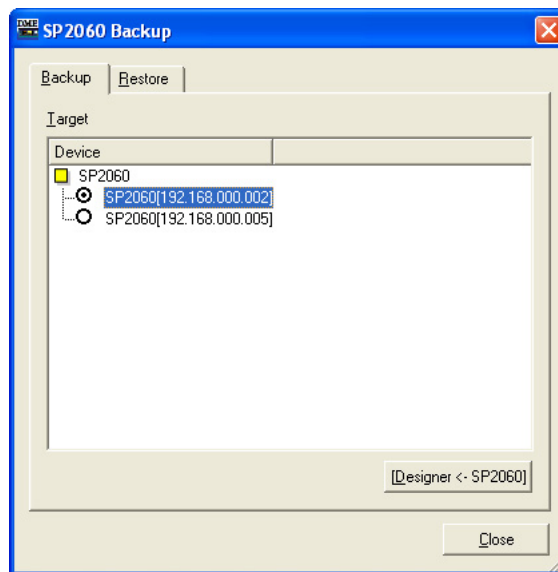 DME SP2060 Backup
Backup Restore
Target
Device
SP2060
SP2060[192.168.000.002]
SP2060[192.168.000.005]
[Designer <- SP2060]
Close